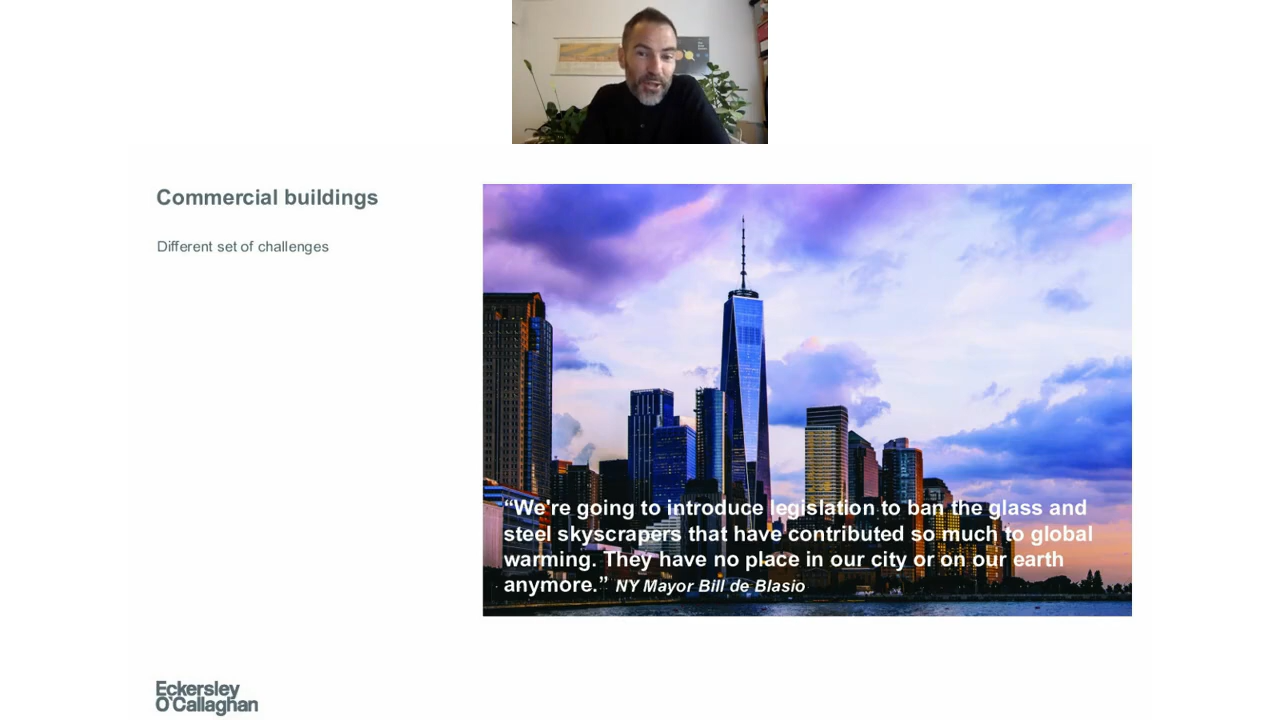 Commercial buildings
Different set of challenges
“We're going to introduce legislation to ban the glass and
steel skyscrapers that have contributed so much to global
warming. They have no place in our city or on our earth
anymore.” NY Mayor Bill de Blasio
Eckersley
O'Callaghan